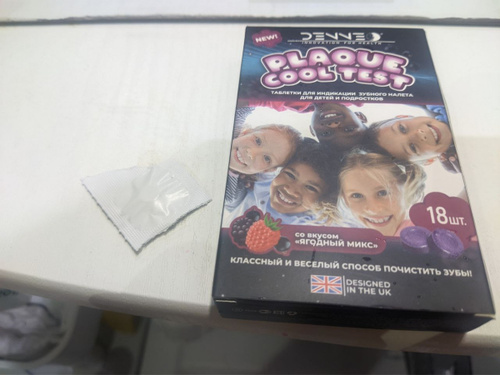 NEW!
DENNED
INNOVATION FOR HEALTH
PLAQUE
COOL TEST
ТАБЛЕТКИ ДЛЯ ИНДИКАЦИИ ЗУБНОГО НАЛЕТА
ДЛЯ ДЕТЕЙ И ПОДРОСТКОВ
18 шт.
со вкусом
«ЯГОДНЫЙ МИКС»
КЛАССНЫЙ И ВЕСЕЛЫЙ СПОСОБ ПОЧИСТИТЬ ЗУБЫ!
DESIGNED
IN THE UK